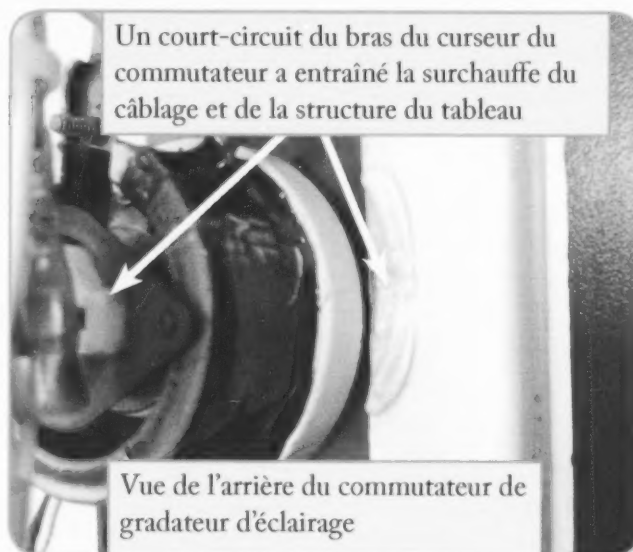 Un court-circuit du bras du curseur du
commutateur a entraîné la surchauffe du
câblage et de la structure du tableau
Vue de l'arrière du commutateur de
gradateur d'éclairage